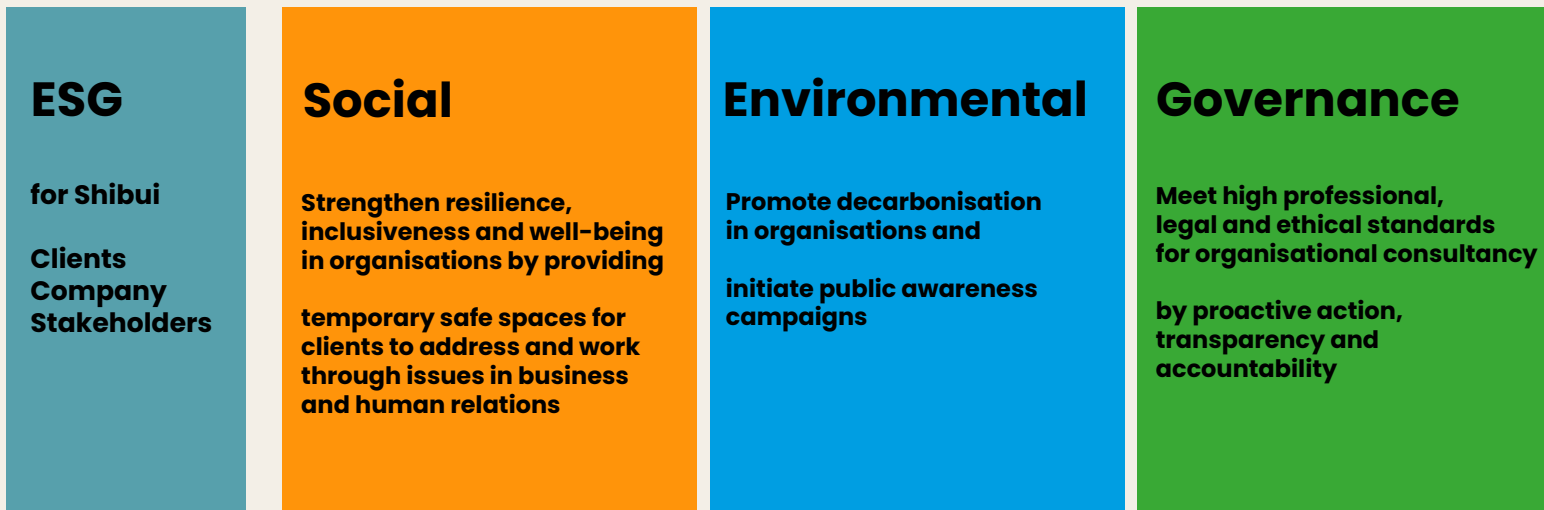 ESG
for Shibui
Clients
Company
Stakeholders
Social
Strengthen resilience,
inclusiveness and well-being
in organisations by providing
temporary safe spaces for
clients to address and work
through issues in business
and human relations
Environmental
Promote decarbonisation
in organisations and
initiate public awareness
campaigns
Governance
Meet high professional,
legal and ethical standards
for organisational consultancy
by proactive action,
transparency and
accountability